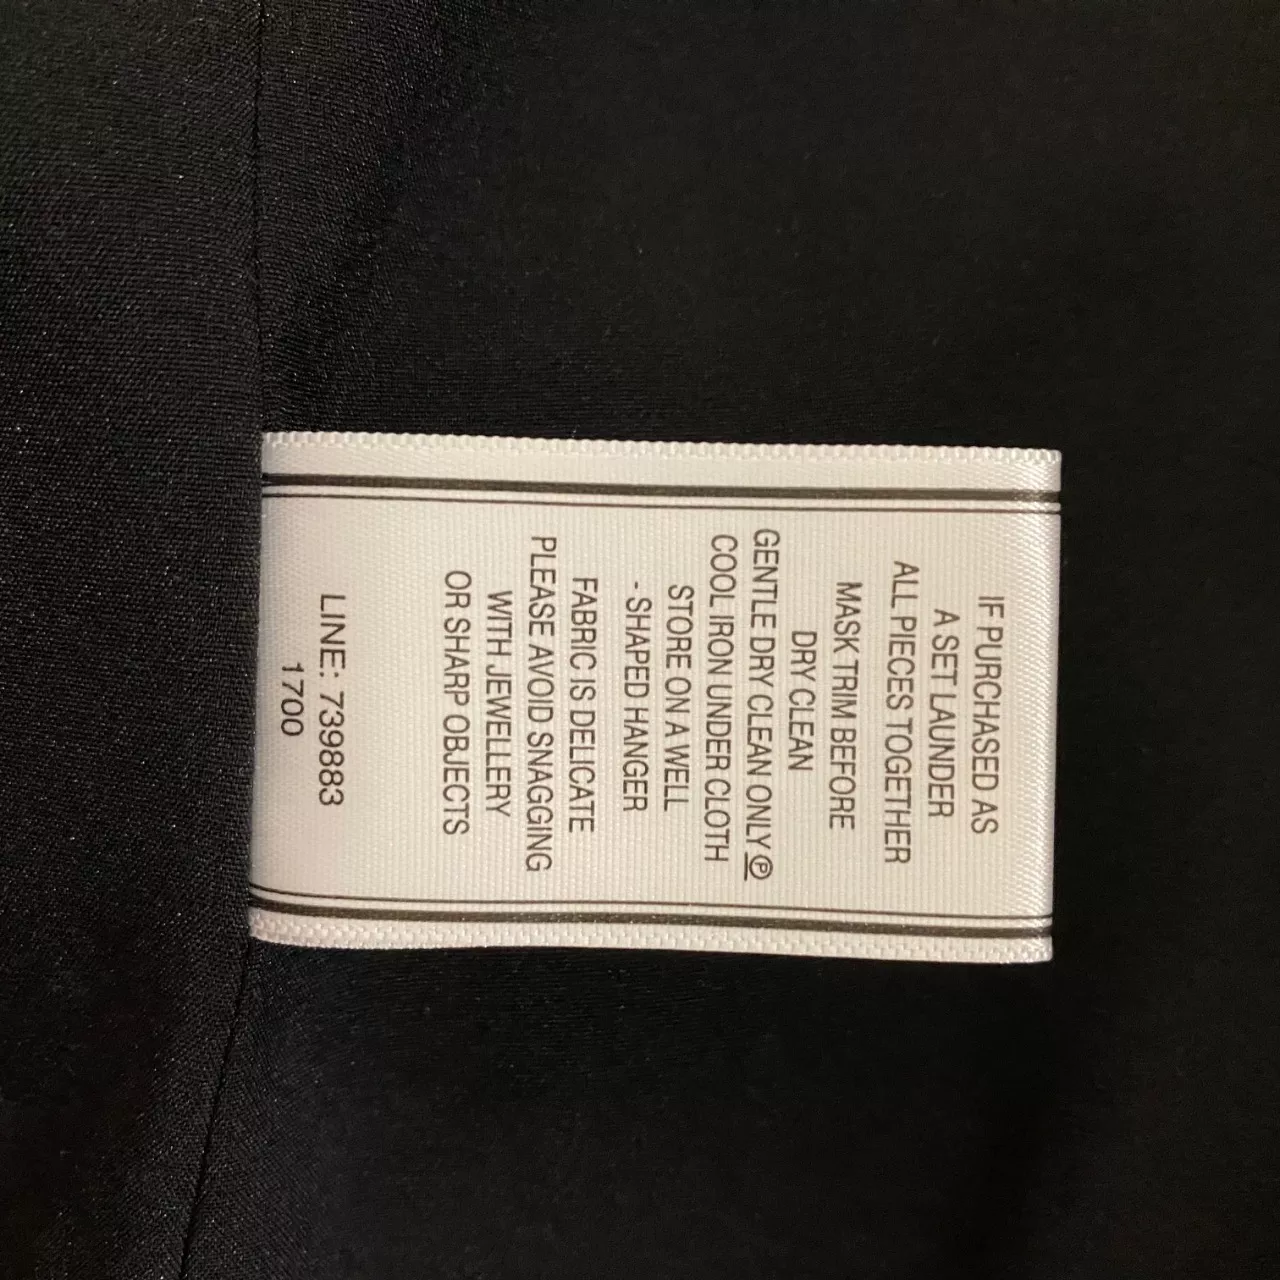 IF PURCHASED AS
A SET LAUNDER
ALL PIECES TOGETHER
MASK TRIM BEFORE
DRY CLEAN
GENTLE DRY CLEAN ONLY Ⓟ
COOL IRON UNDER CLOTH
STORE ON A WELL
- SHAPED HANGER
FABRIC IS DELICATE
PLEASE AVOID SNAGGING
WITH JEWELLERY
OR SHARP OBJECTS
LINE: 739883
1700